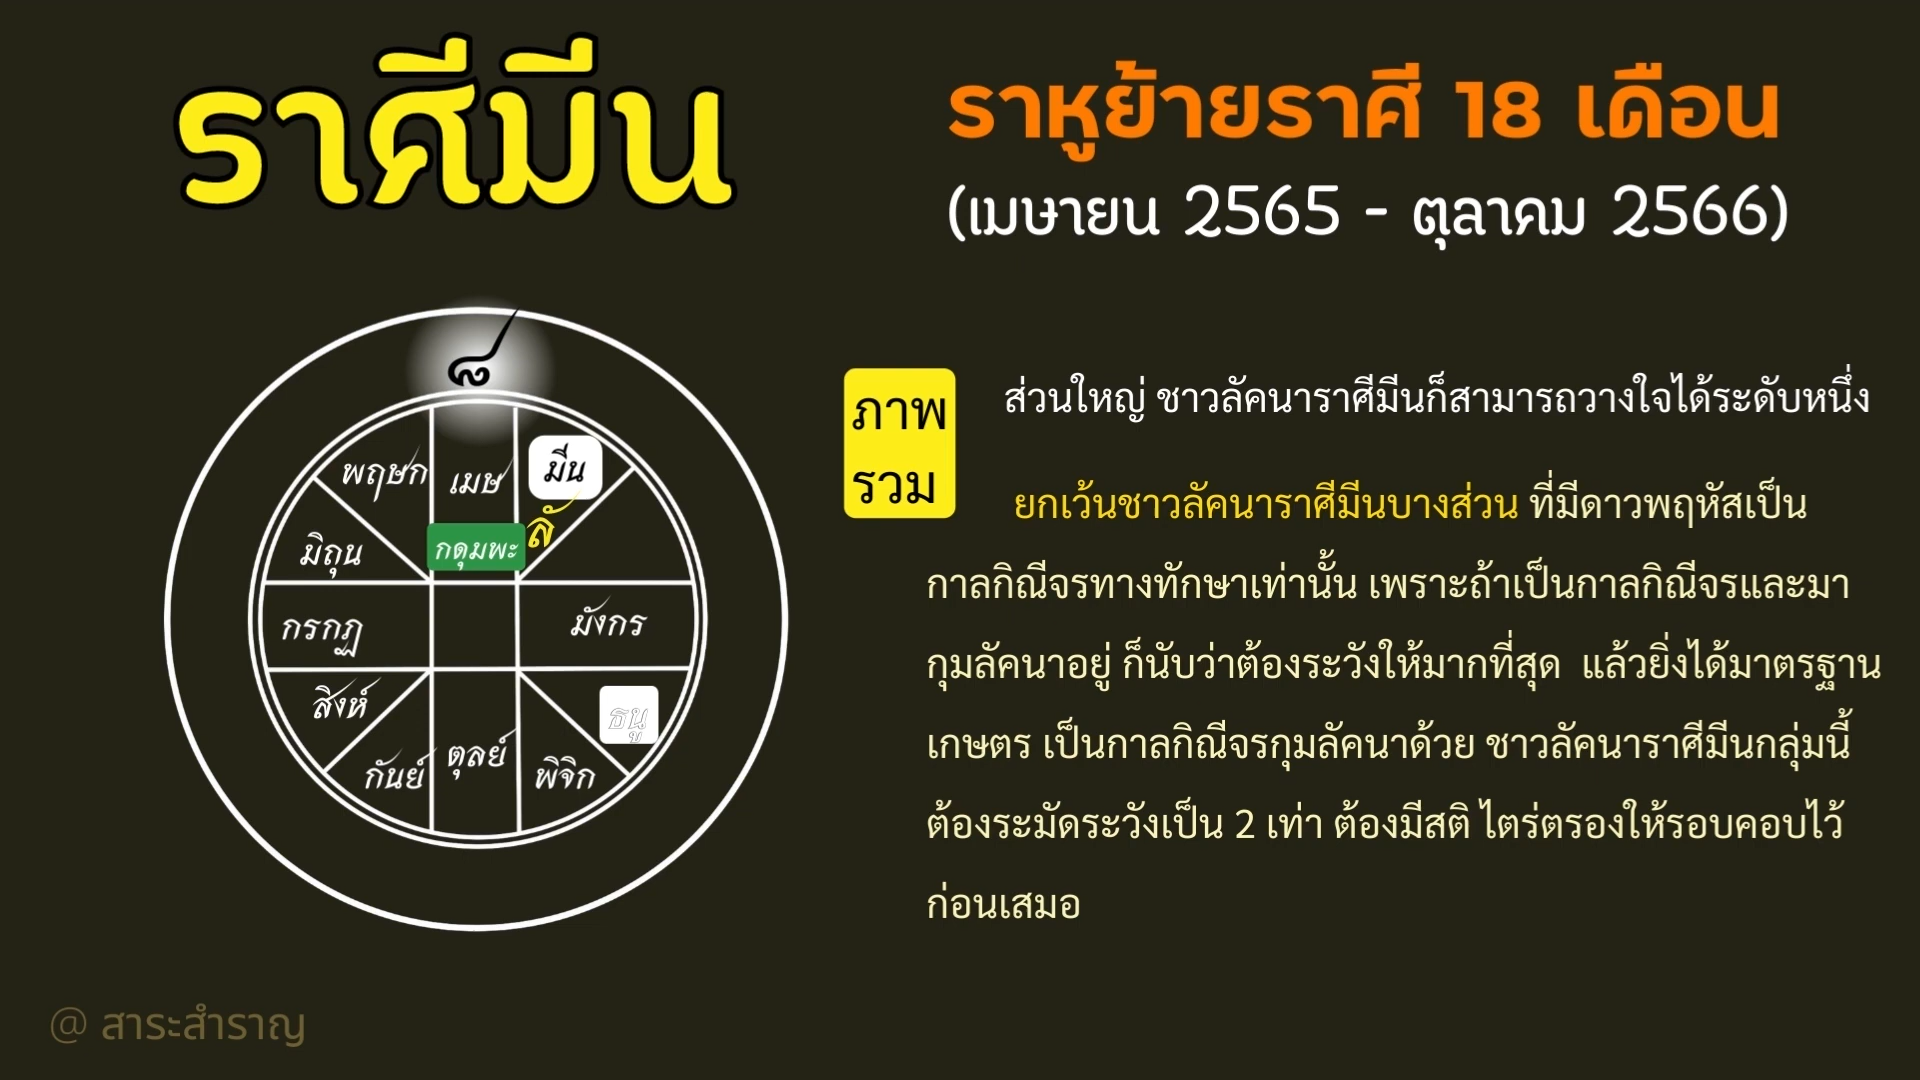 ราศีมีน
ราหูย้ายราศี 18 เดือน
(เมษายน 2565 - ตุลาคม 2566)
๘
พฤษภ
เมษ
มีน
ลั
กดุมพะ
มิถุน
กรกฎ
มังกร
สิงห์
ธนู
กันย์
ตุลย์
พิจิก
ภาพ
รวม
ส่วนใหญ่ ชาวลัคนาราศีมีนก็สามารถวางใจได้ระดับหนึ่ง
ยกเว้นชาวลัคนาราศีมีนบางส่วน ที่มีดาวพฤหัสเป็น
กาลกิณีจรทางทักษาเท่านั้น เพราะถ้าเป็นกาลกิณีจรและมา
กุมลัคนาอยู่ ก็นับว่าต้องระวังให้มากที่สุด แล้วยิ่งได้มาตรฐาน
เกษตร เป็นกาลกิณีจรกุมลัคนาด้วย ชาวลัคนาราศีมีนกลุ่มนี้
ต้องระมัดระวังเป็น 2 เท่า ต้องมีสติ ไตร่ตรองให้รอบคอบไว้
ก่อนเสมอ
@ สาระสำราญ